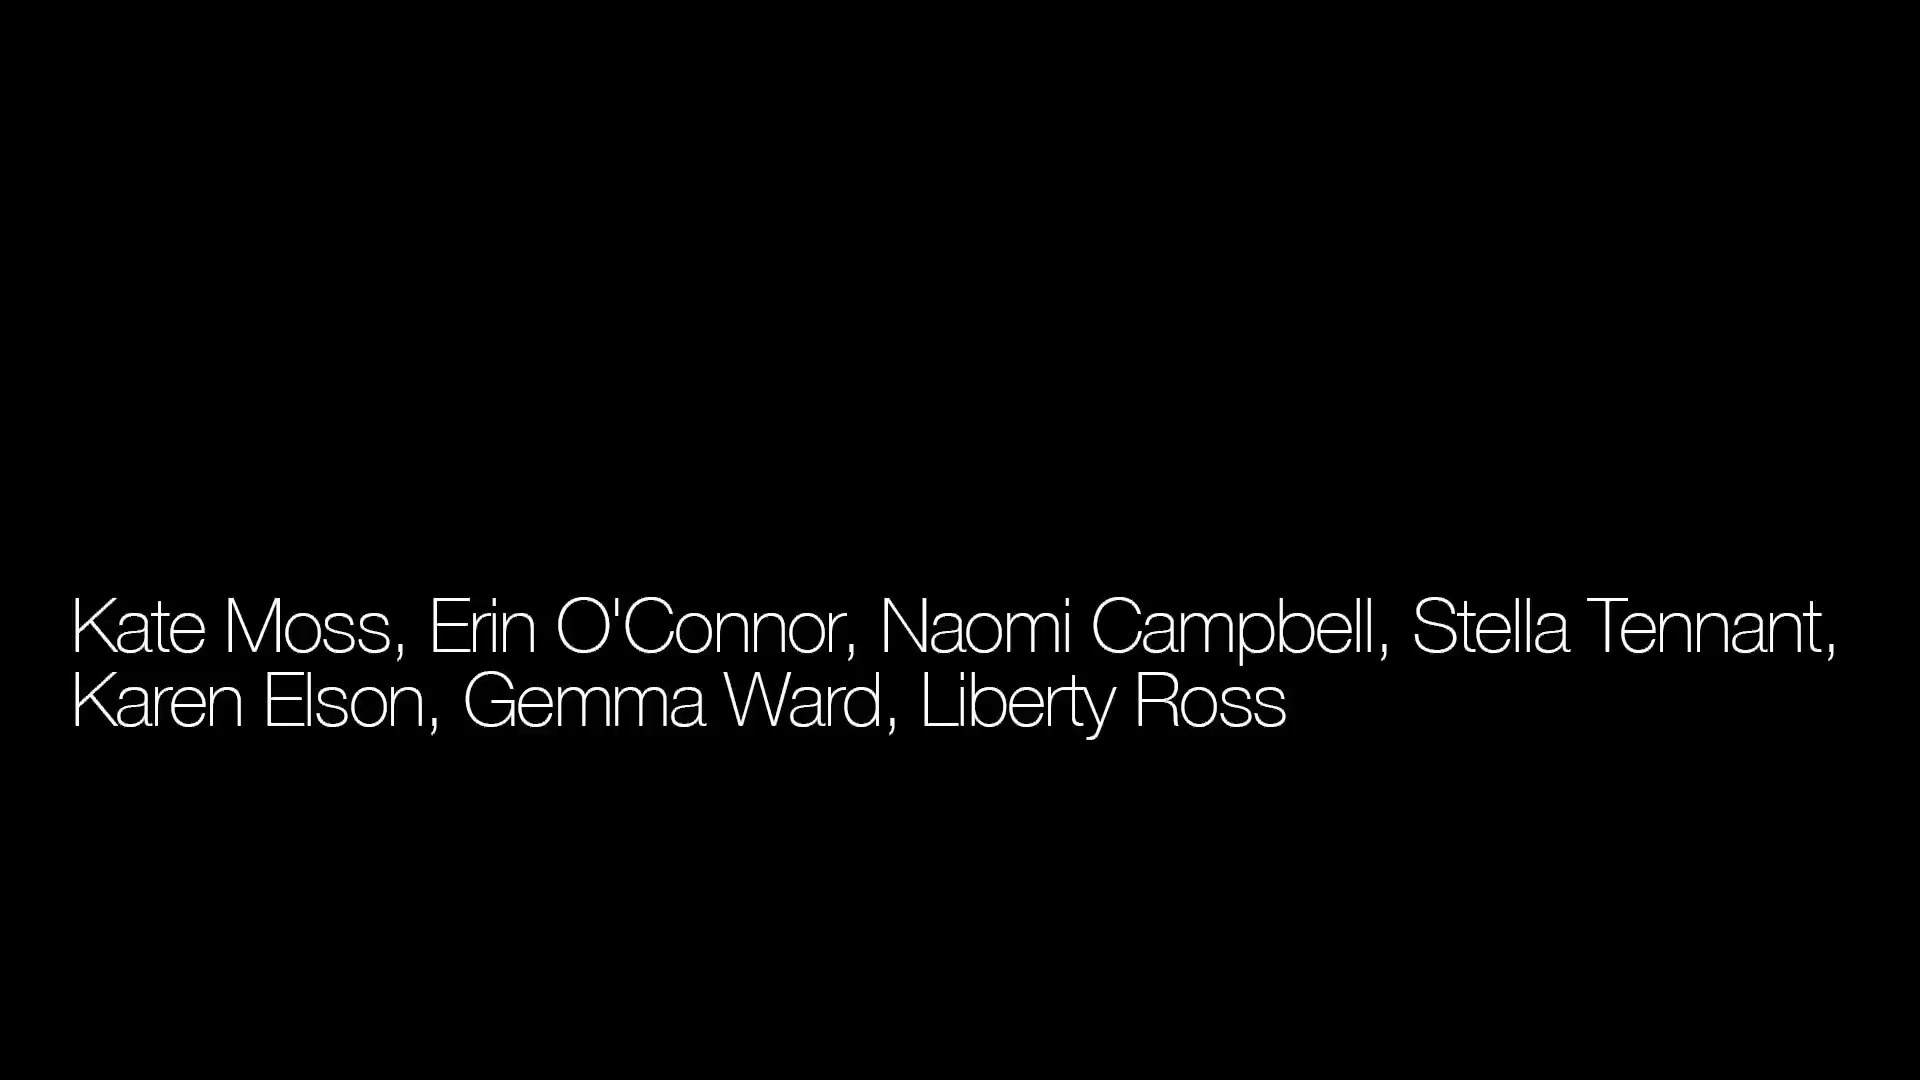 Kate Moss, Erin O'Connor, Naomi Campbell, Stella Tennant,
Karen Elson, Gemma Ward, Liberty Ross